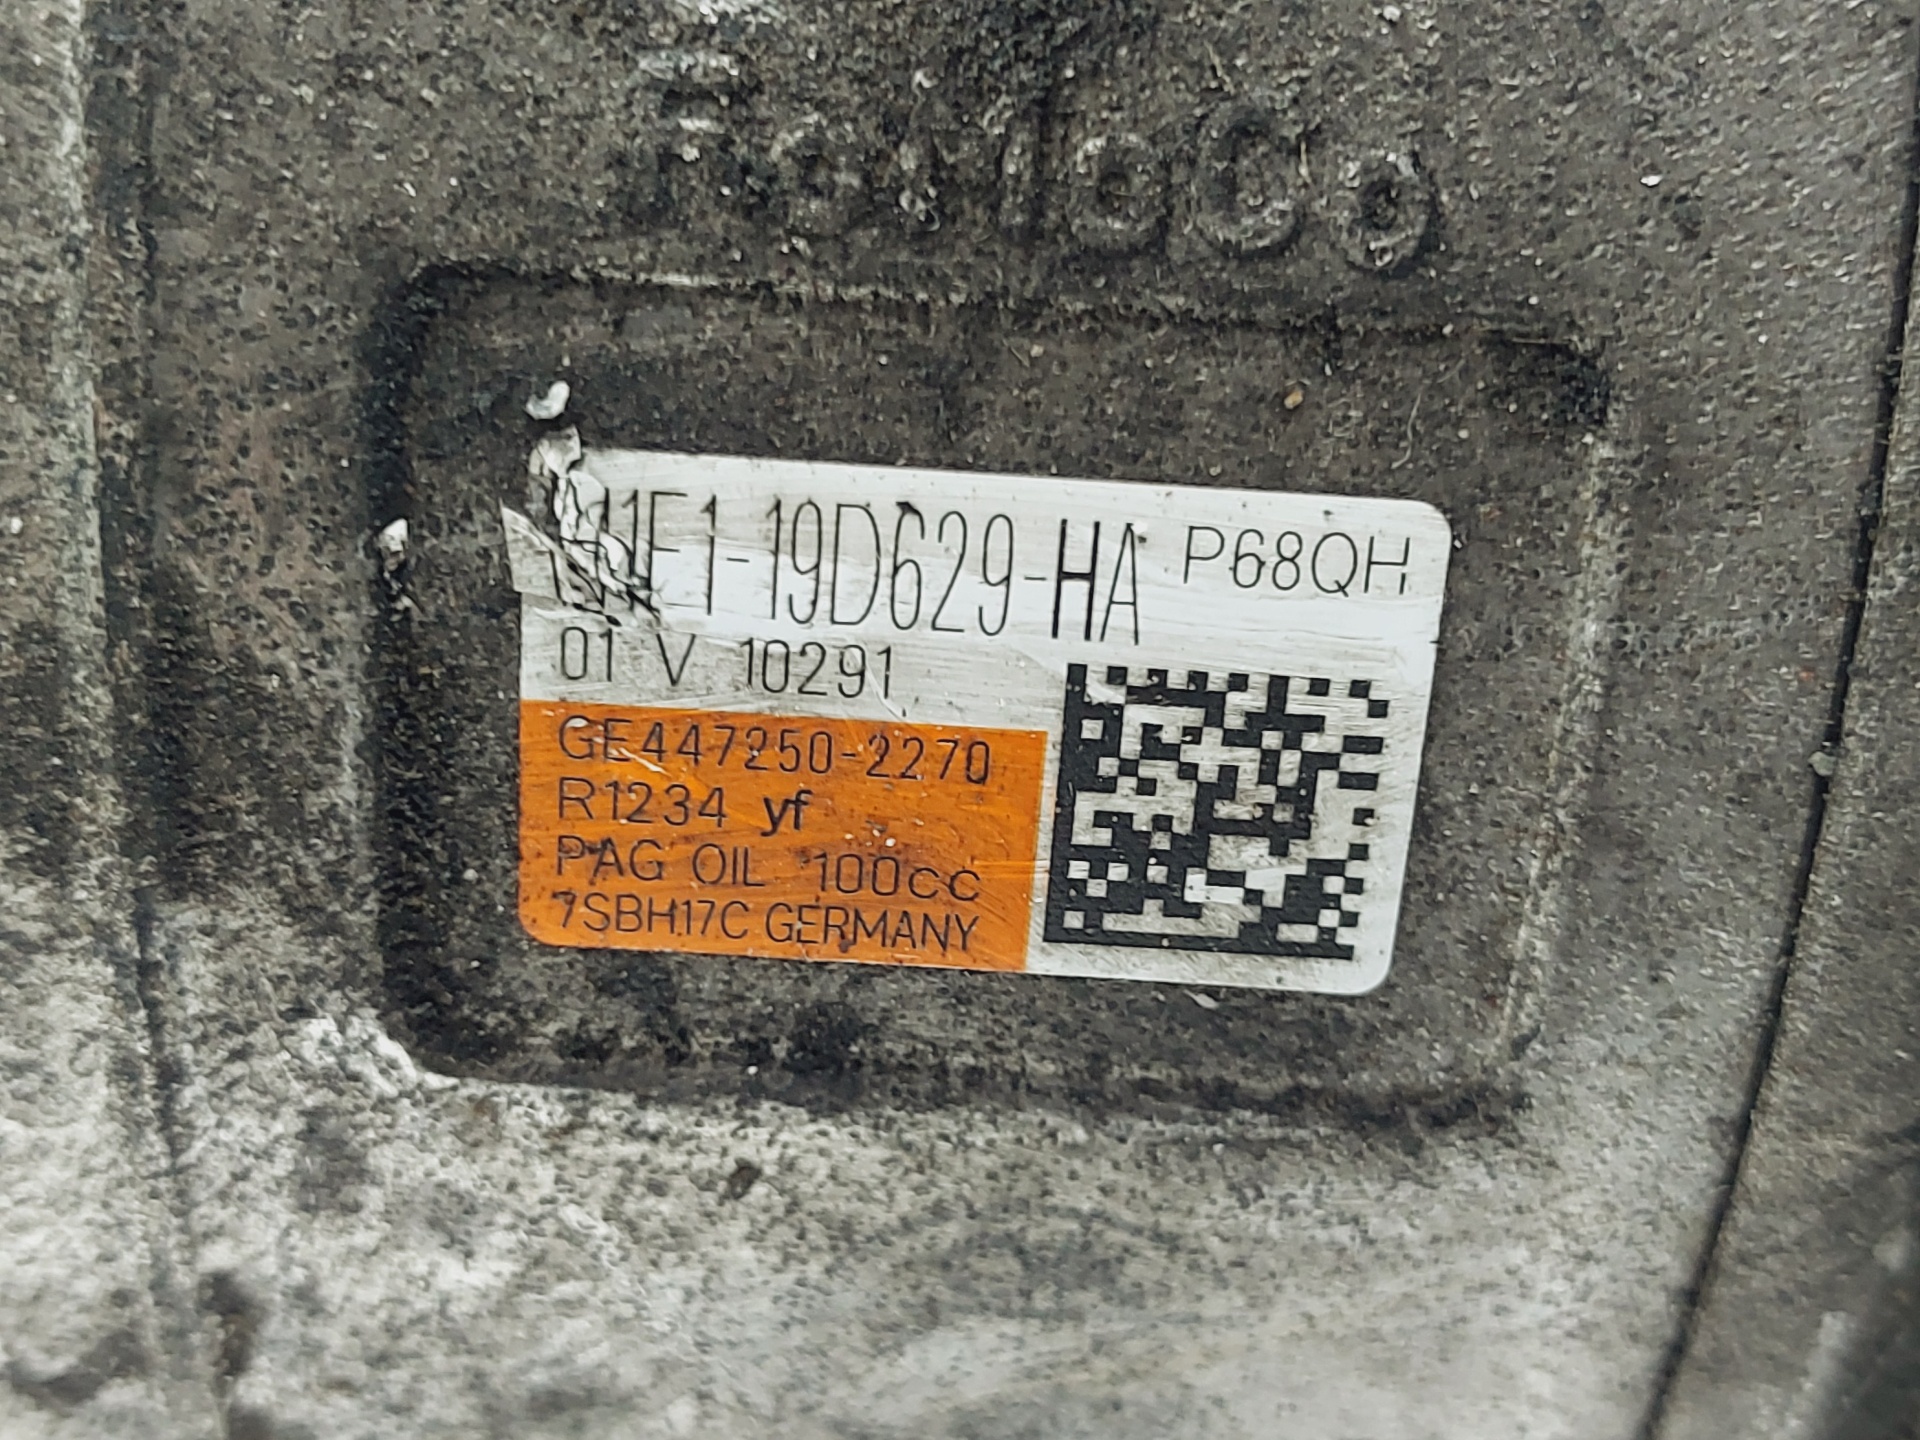 1-19D629-HA P68QH
01 V 10291
GE447250-2270
R1234 yf
PAG OIL 100cc
7SBH17C GERMANY